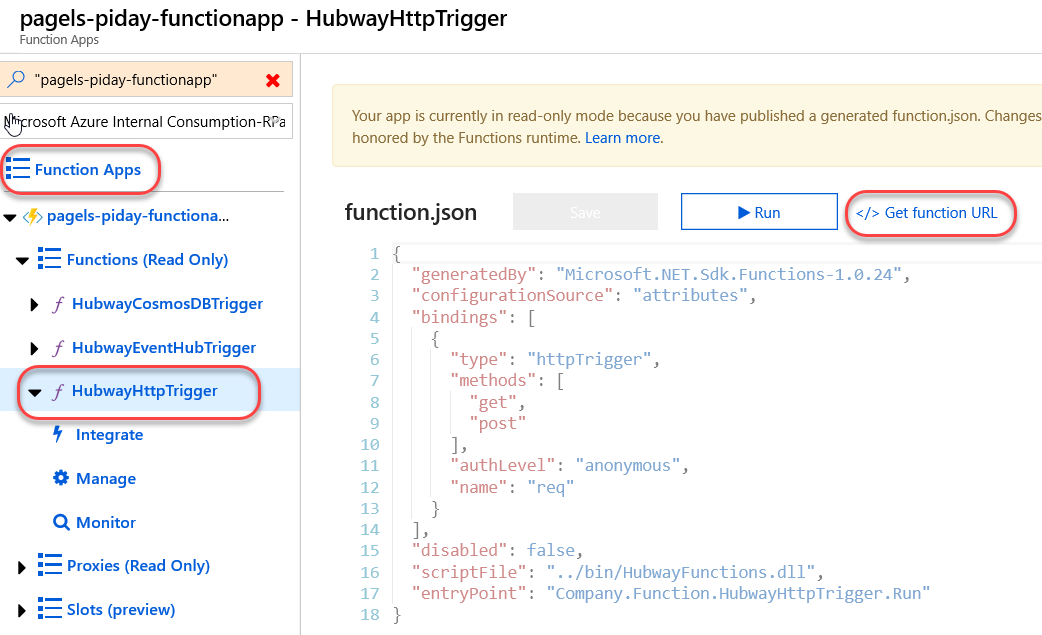 pagels-piday-functionapp - HubwayHttpTrigger
Function Apps
"pagels-piday-functionapp"
Microsoft Azure Internal Consumption-RPa
Function Apps
pagels-piday-functiona...
Functions (Read Only)
HubwayCosmosDBTrigger
HubwayEventHubTrigger
HubwayHttpTrigger
Integrate
Manage
Monitor
Proxies (Read Only)
Slots (preview)
Your app is currently in read-only mode because you have published a generated function.json. Changes
honored by the Functions runtime. Learn more.
function.json Save Run </> Get function URL
1 {
2 "generatedBy": "Microsoft.NET.Sdk.Functions-1.0.24",
3 "configurationSource": "attributes",
4 "bindings": [
5 {
6 "type": "httpTrigger",
7 "methods": [
8 "get",
9 "post"
10 ],
11 "authLevel": "anonymous",
12 "name": "req"
13 }
14 ],
15 "disabled": false,
16 "scriptFile": "../bin/HubwayFunctions.dll",
17 "entryPoint": "Company.Function.HubwayHttpTrigger.Run"
18 }